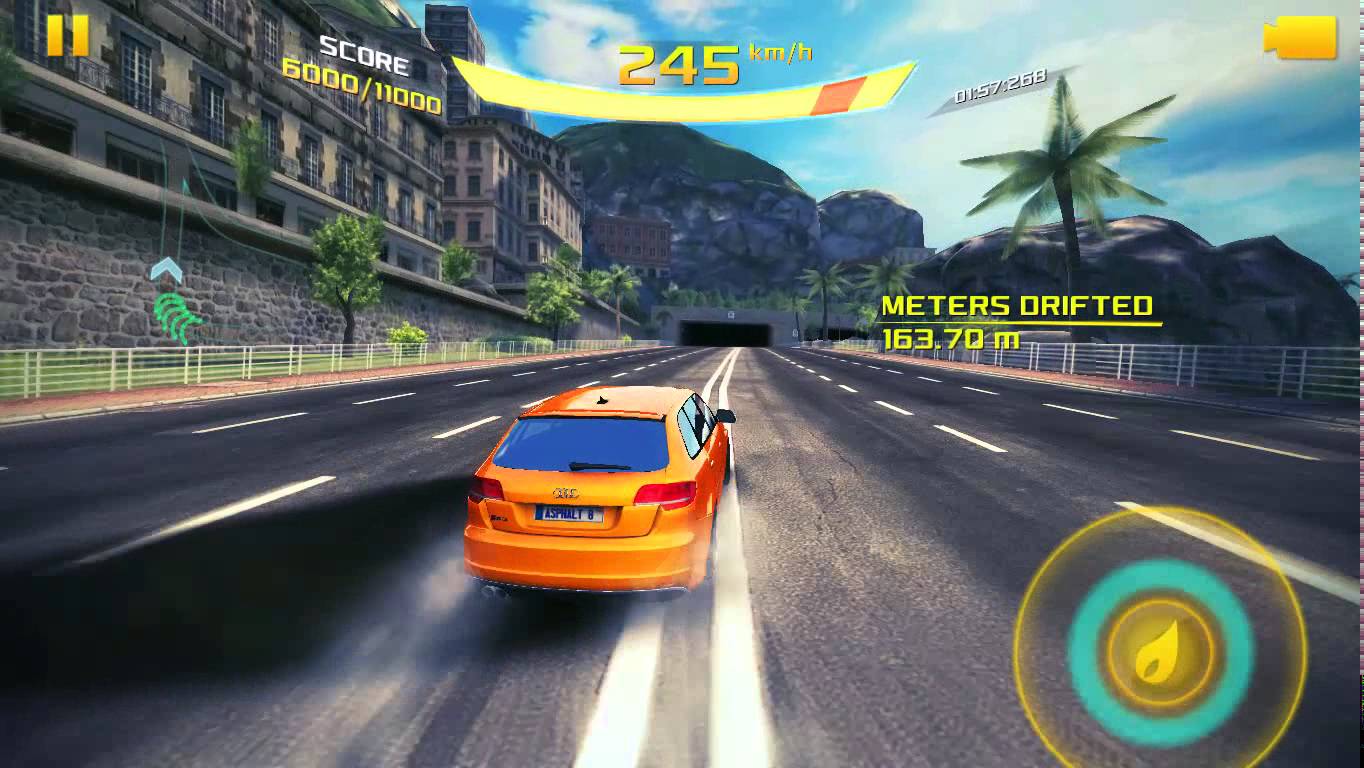 SCORE
6000/11000
245 km/h
01:57:268
METERS DRIFTED
163.70 m
ASPHALT 8